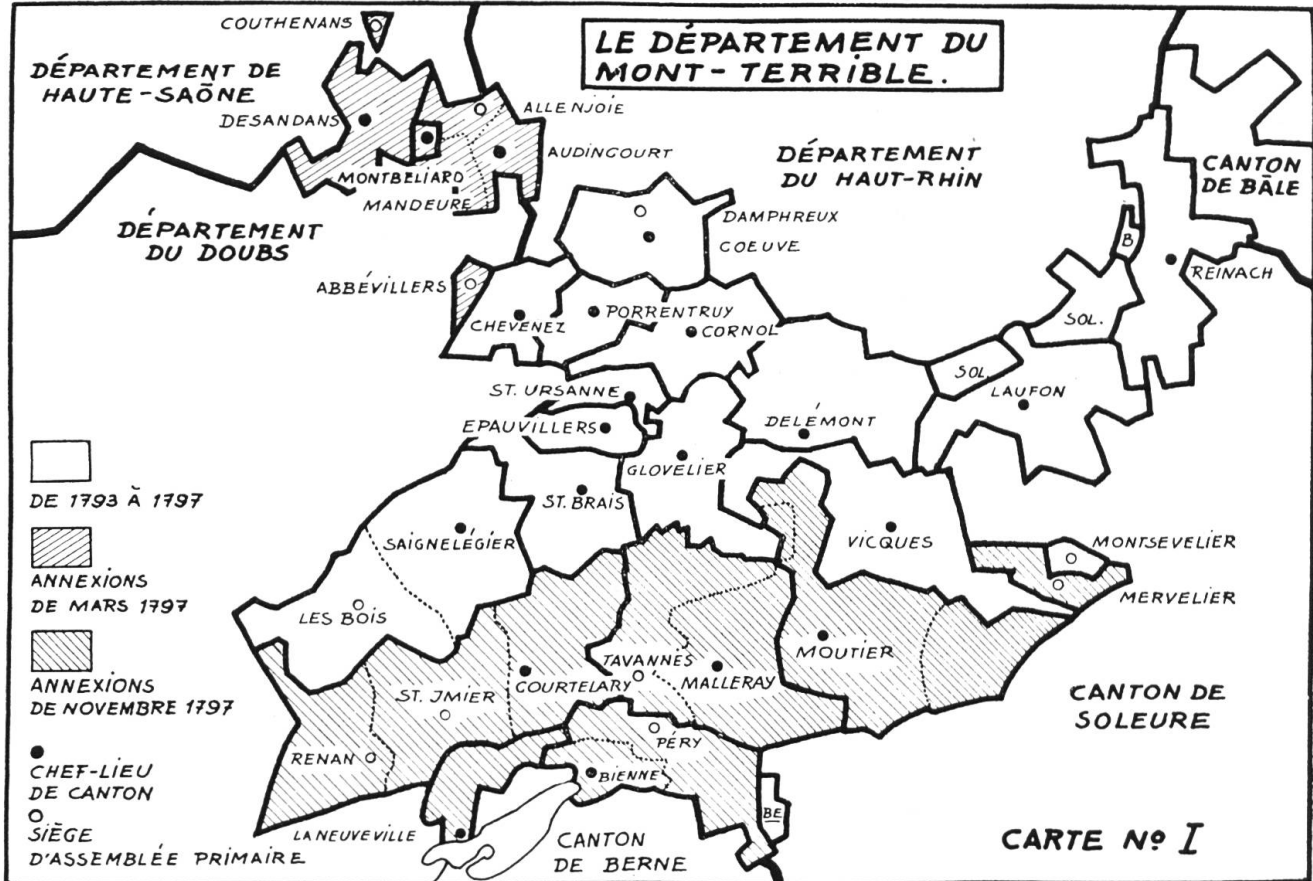 COUTHENANS
LE DÉPARTEMENT DU
MONT-TERRIBLE.
DÉPARTEMENT DE
HAUTE-SAÔNE
DESANDANS
ALLENJOIE
AUDINCOURT
MONTBELIARD
MANDEURE
DÉPARTEMENT
DU HAUT-RHIN
CANTON
DE BÂLE
DÉPARTEMENT
DU DOUBS
DAMPHREUX
COEUVE
B
REINACH
ABBÉVILLERS
CHEVENEZ
PORRENTRUY
CORNOL
SOL.
SOL.
LAUFON
ST. URSANNE
EPAUVILLERS
DELÉMONT
GLOVELIER
ST. BRAIS
SAIGNELÉGIER
VICQUES
MONTSEVELIER
MERVELIER
LES BOIS
MOUTIER
TAVANNES
MALLERAY
COURTELARY
ST. IMIER
RENAN
PÉRY
BIENNE
LA NEUVEVILLE
BE
CANTON DE
SOLEURE
CANTON
DE BERNE
DE 1793 À 1797
ANNEXIONS
DE MARS 1797
ANNEXIONS
DE NOVEMBRE 1797
CHEF-LIEU
DE CANTON
SIÈGE
D'ASSEMBLÉE PRIMAIRE
CARTE Nº I